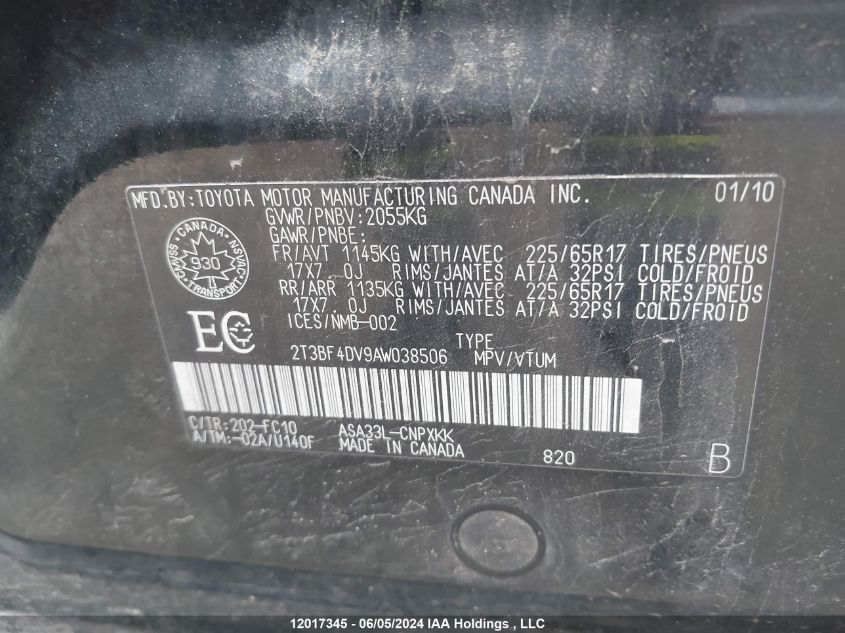 MFD.BY:TOYOTA MOTOR MANUFACTURING CANADA INC. 01/10
GVWR/PNBV:2055KG
GAWR/PNBE:
FR/AVT 1145KG WITH/AVEC 225/65R17 TIRES/PNEUS
17X7.0J RIMS/JANTES AT/A 32PSI COLD/FROID
RR/ARR 1135KG WITH/AVEC 225/65R17 TIRES/PNEUS
17X7.0J RIMS/JANTES AT/A 32PSI COLD/FROID
ICES/NMB-002
CANADA
930
TRANSPORT
CMVSS
NSVAC
EC
TYPE
2T3BF4DV9AW038506 MPV/VTUM
C/TR:202-FC10 ASA33L-CNPXKK
A/TM:-02A/U140F MADE IN CANADA
820 B
12017345 - 06/05/2024 IAA Holdings , LLC